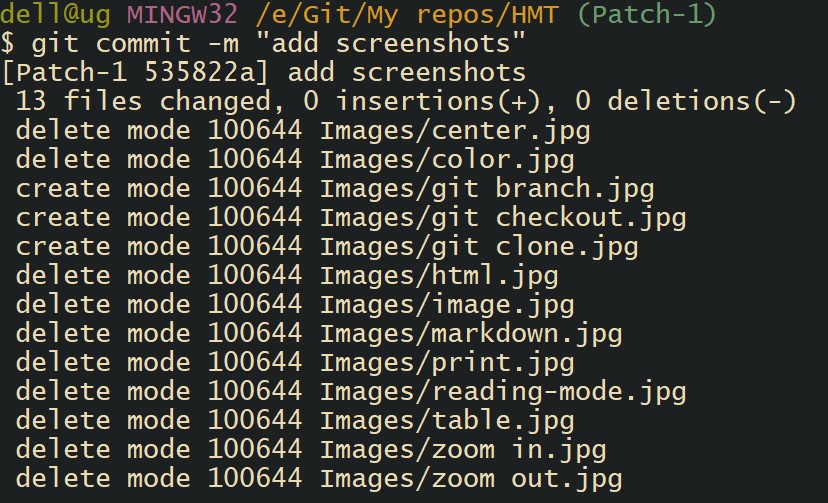 dell@ug MINGW32 /e/Git/My repos/HMT (Patch-1)
$ git commit -m "add screenshots"
[Patch-1 535822a] add screenshots
 13 files changed, 0 insertions(+), 0 deletions(-)
 delete mode 100644 Images/center.jpg
 delete mode 100644 Images/color.jpg
 create mode 100644 Images/git branch.jpg
 create mode 100644 Images/git checkout.jpg
 create mode 100644 Images/git clone.jpg
 delete mode 100644 Images/html.jpg
 delete mode 100644 Images/image.jpg
 delete mode 100644 Images/markdown.jpg
 delete mode 100644 Images/print.jpg
 delete mode 100644 Images/reading-mode.jpg
 delete mode 100644 Images/table.jpg
 delete mode 100644 Images/zoom in.jpg
 delete mode 100644 Images/zoom out.jpg